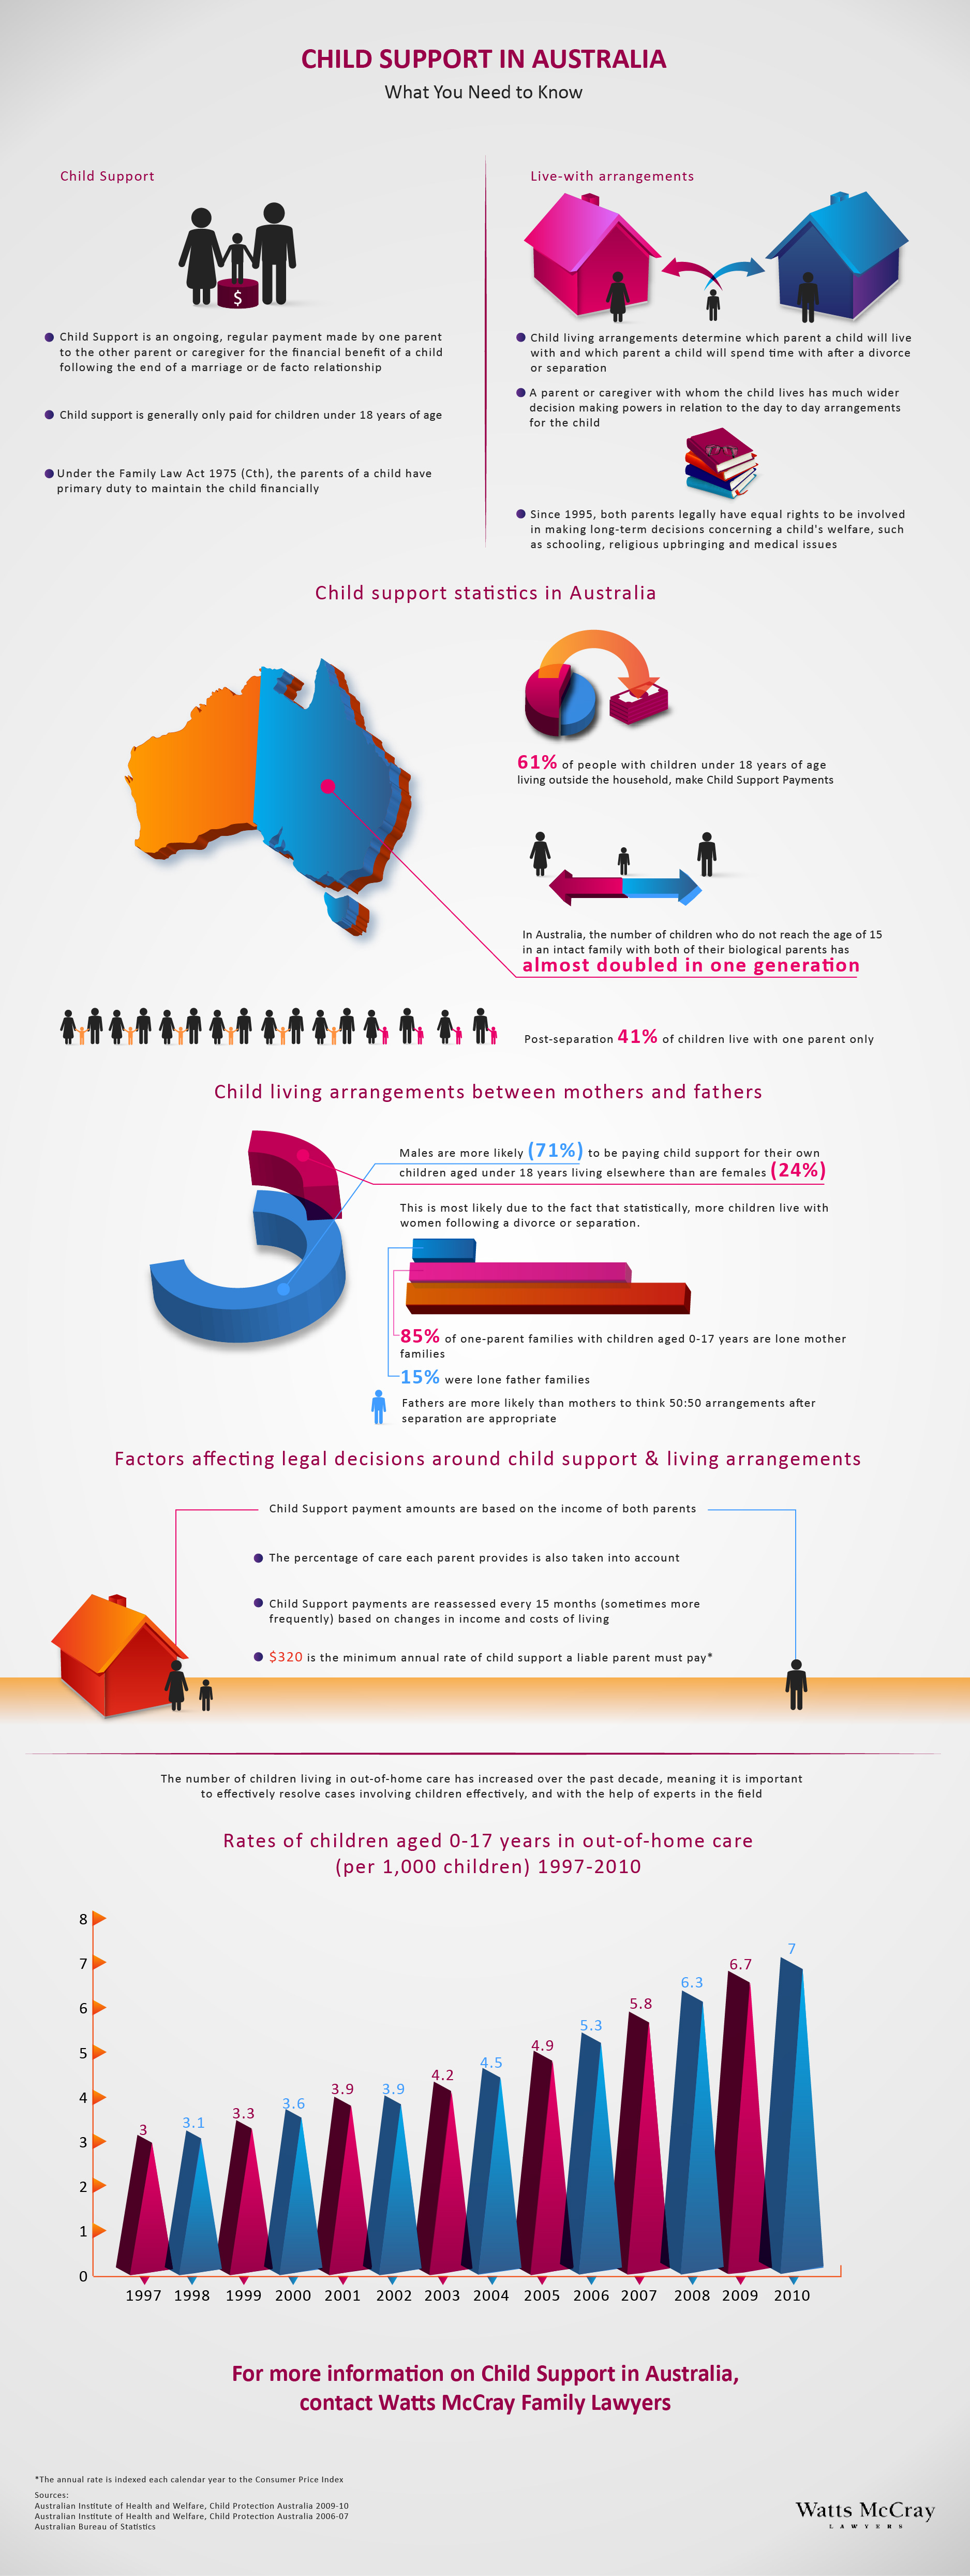 CHILD SUPPORT IN AUSTRALIA
What You Need to Know
Child Support
$
Child Support is an ongoing, regular payment made by one parent
to the other parent or caregiver for the financial benefit of a child
following the end of a marriage or de facto relationship
Child support is generally only paid for children under 18 years of age
Under the Family Law Act 1975 (Cth), the parents of a child have
primary duty to maintain the child financially
Live-with arrangements
Child living arrangements determine which parent a child will live
with and which parent a child will spend time with after a divorce
or separation
A parent or caregiver with whom the child lives has much wider
decision making powers in relation to the day to day arrangements
for the child
Since 1995, both parents legally have equal rights to be involved
in making long-term decisions concerning a child's welfare, such
as schooling, religious upbringing and medical issues
Child support statistics in Australia
61% of people with children under 18 years of age
living outside the household, make Child Support Payments
In Australia, the number of children who do not reach the age of 15
in an intact family with both of their biological parents has
almost doubled in one generation
Post-separation 41% of children live with one parent only
Child living arrangements between mothers and fathers
Males are more likely (71%) to be paying child support for their own
children aged under 18 years living elsewhere than are females (24%)
This is most likely due to the fact that statistically, more children live with
women following a divorce or separation.
85% of one-parent families with children aged 0-17 years are lone mother
families
15% were lone father families
Fathers are more likely than mothers to think 50:50 arrangements after
separation are appropriate
Factors affecting legal decisions around child support & living arrangements
Child Support payment amounts are based on the income of both parents
The percentage of care each parent provides is also taken into account
Child Support payments are reassessed every 15 months (sometimes more
frequently) based on changes in income and costs of living
$320 is the minimum annual rate of child support a liable parent must pay*
The number of children living in out-of-home care has increased over the past decade, meaning it is important
to effectively resolve cases involving children effectively, and with the help of experts in the field
Rates of children aged 0-17 years in out-of-home care
(per 1,000 children) 1997-2010
8
7
6
5
4
3
2
1
0
3
3.1
3.3
3.6
3.9
3.9
4.2
4.5
4.9
5.3
5.8
6.3
6.7
7
1997 1998 1999 2000 2001 2002 2003 2004 2005 2006 2007 2008 2009 2010
For more information on Child Support in Australia,
contact Watts McCray Family Lawyers
*The annual rate is indexed each calendar year to the Consumer Price Index
Sources:
Australian Institute of Health and Welfare, Child Protection Australia 2009-10
Australian Institute of Health and Welfare, Child Protection Australia 2006-07
Australian Bureau of Statistics
Watts McCray
LAWYERS